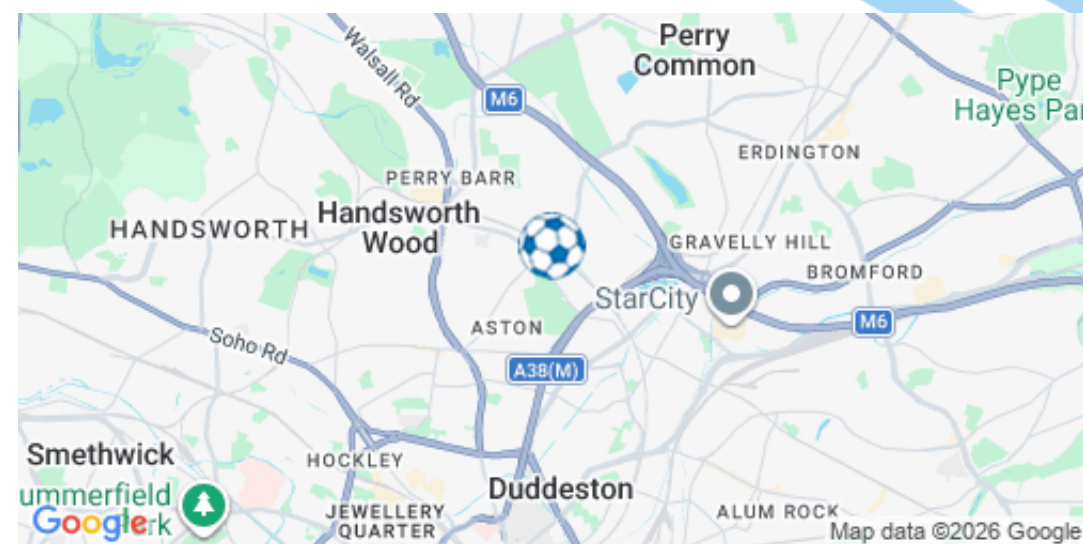 Perry
Common
Walsall Rd
M6
Pype
Hayes Par
ERDINGTON
PERRY BARR
HANDSWORTH
Handsworth
Wood
GRAVELLY HILL
BROMFORD
StarCity
M6
ASTON
Soho Rd
A38(M)
Smethwick
HOCKLEY
Duddeston
ummerfield
rk
Google
JEWELLERY
QUARTER
ALUM ROCK
Map data ©2026 Google